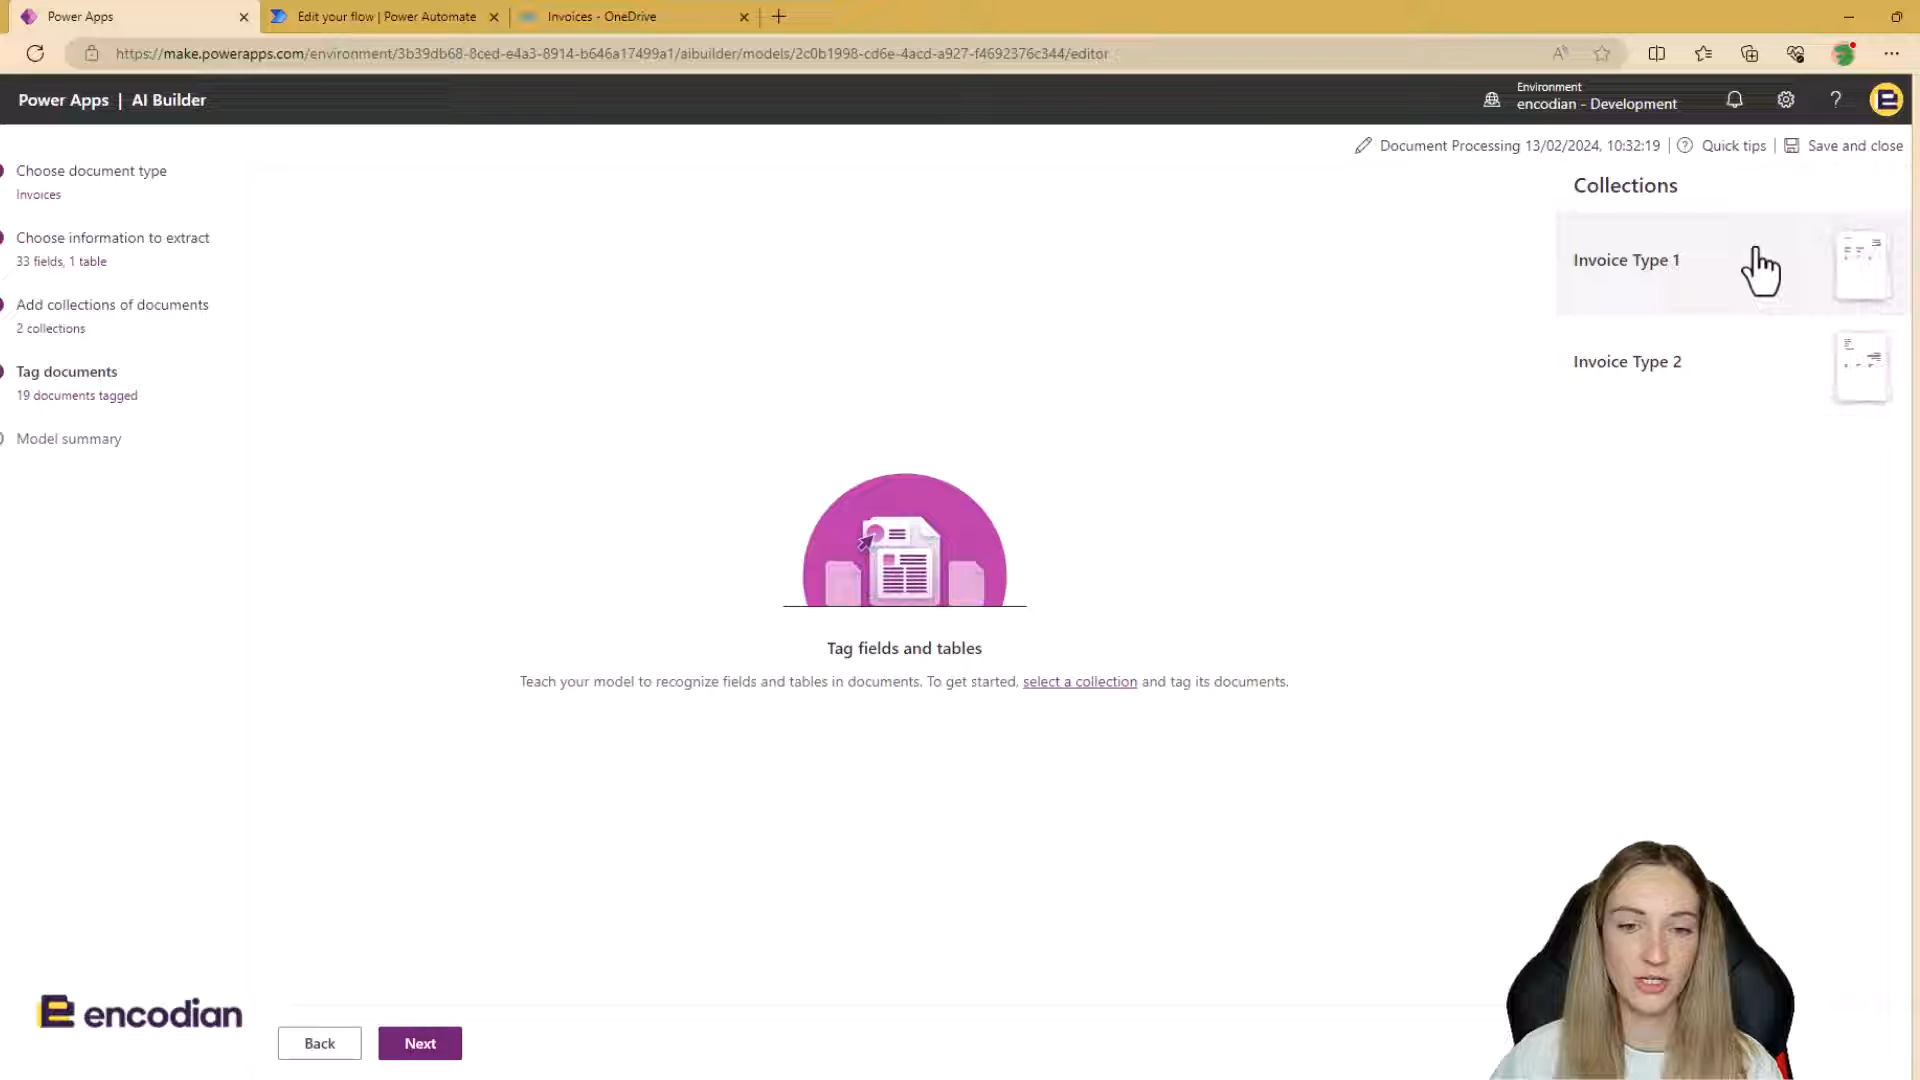 Power Apps
Edit your flow | Power Automate
Invoices - OneDrive
https://make.powerapps.com/environment/3b39db68-8ced-e4a3-8914-b646a17499a1/aibuilder/models/2c0b1998-cd6e-4acd-a927-f4692376c344/editor
Power Apps | AI Builder
Environment
encodian - Development
Document Processing 13/02/2024, 10:32:19
Quick tips
Save and close
Choose document type
Invoices
Choose information to extract
33 fields, 1 table
Add collections of documents
2 collections
Tag documents
19 documents tagged
Model summary
Collections
Invoice Type 1
Invoice Type 2
Tag fields and tables
Teach your model to recognize fields and tables in documents. To get started, select a collection and tag its documents.
encodian
Back
Next